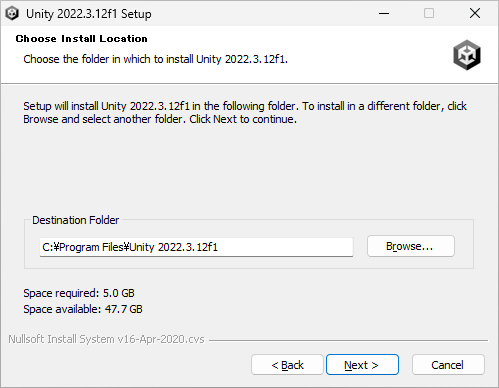 Unity 2022.3.12f1 Setup
Choose Install Location
Choose the folder in which to install Unity 2022.3.12f1.
Setup will install Unity 2022.3.12f1 in the following folder. To install in a different folder, click
Browse and select another folder. Click Next to continue.
Destination Folder
C:¥Program Files¥Unity 2022.3.12f1
Browse...
Space required: 5.0 GB
Space available: 47.7 GB
Nullsoft Install System v16-Apr-2020.cvs
< Back
Next >
Cancel